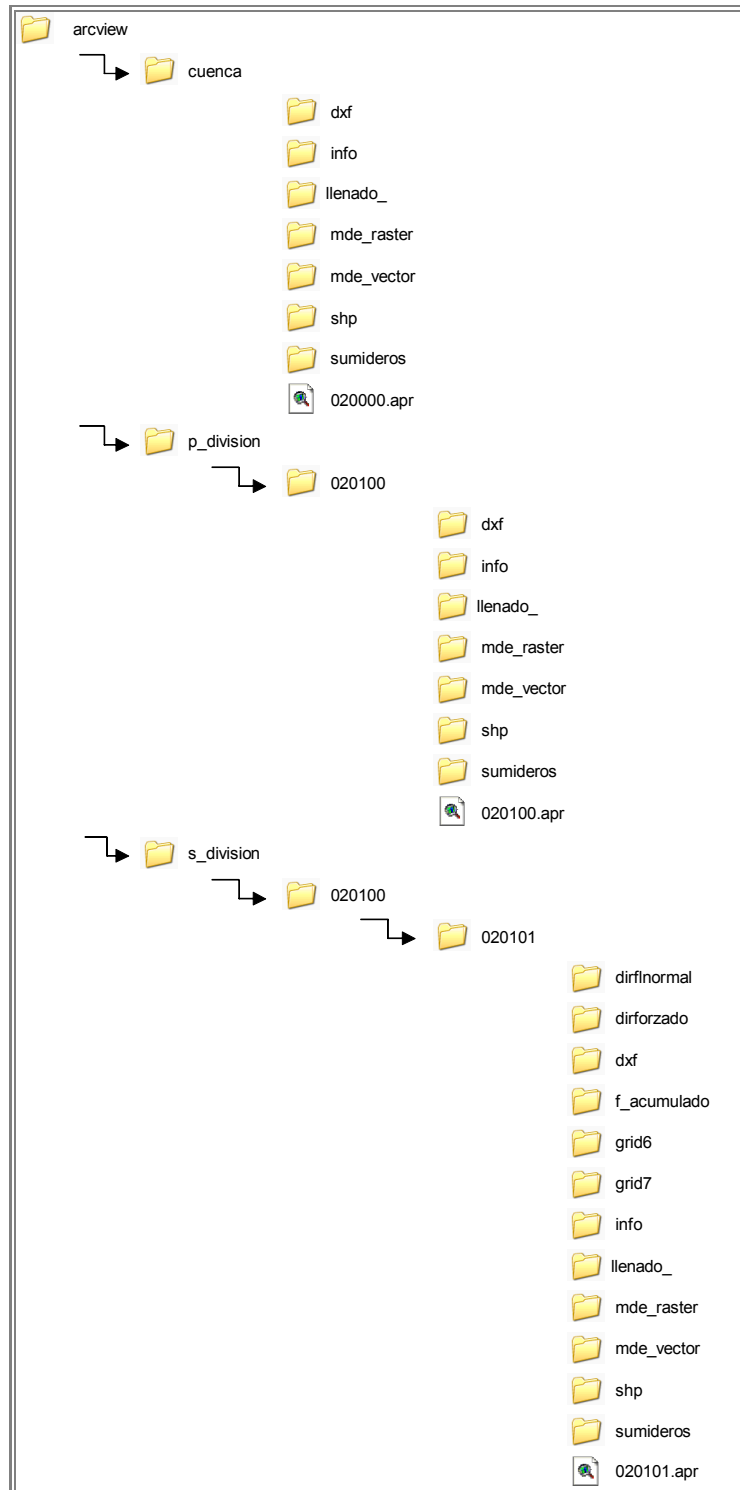 arcview
cuenca
dxf
info
llenado_
mde_raster
mde_vector
shp
sumideros
020000.apr
p_division
020100
dxf
info
llenado_
mde_raster
mde_vector
shp
sumideros
020100.apr
s_division
020100
020101
dirflnormal
dirforzado
dxf
f_acumulado
grid6
grid7
info
llenado_
mde_raster
mde_vector
shp
sumideros
020101.apr